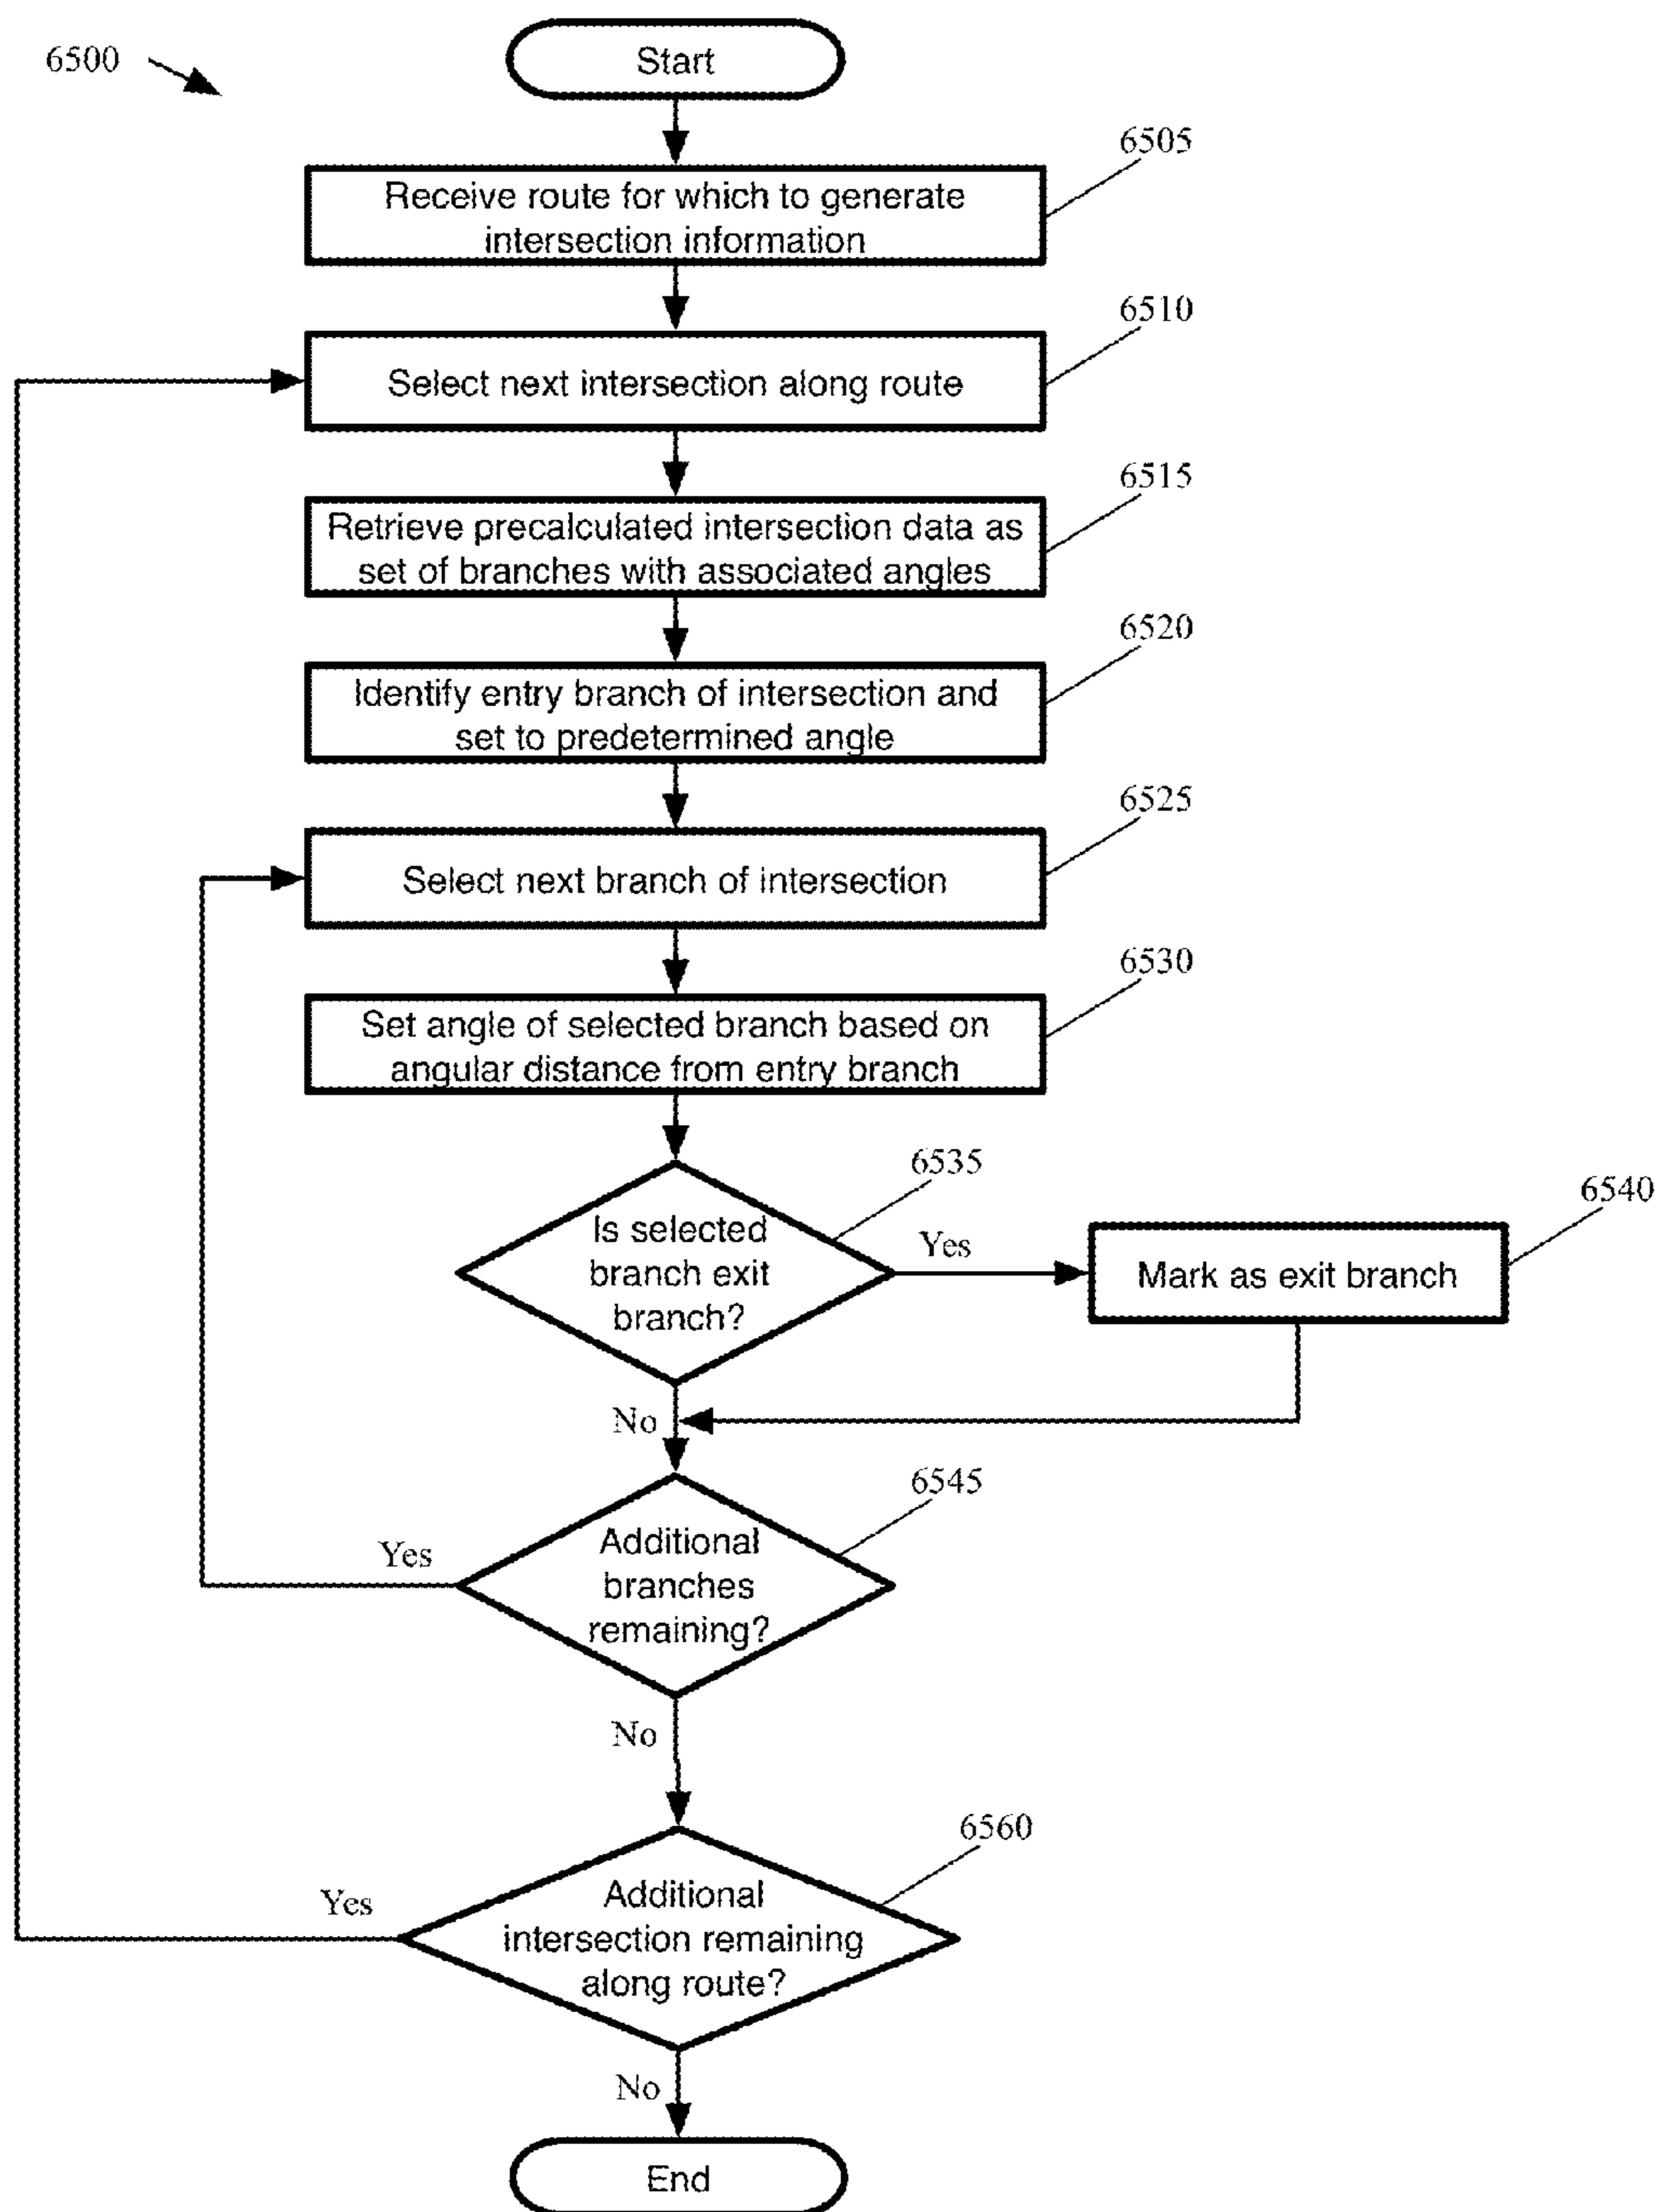 6500
Start
6505
Receive route for which to generate
intersection information
6510
Select next intersection along route
6515
Retrieve precalculated intersection data as
set of branches with associated angles
6520
Identify entry branch of intersection and
set to predetermined angle
6525
Select next branch of intersection
6530
Set angle of selected branch based on
angular distance from entry branch
6535
Is selected
branch exit
branch?
Yes
6540
Mark as exit branch
No
6545
Additional
branches
remaining?
Yes
No
6560
Additional
intersection remaining
along route?
Yes
No
End